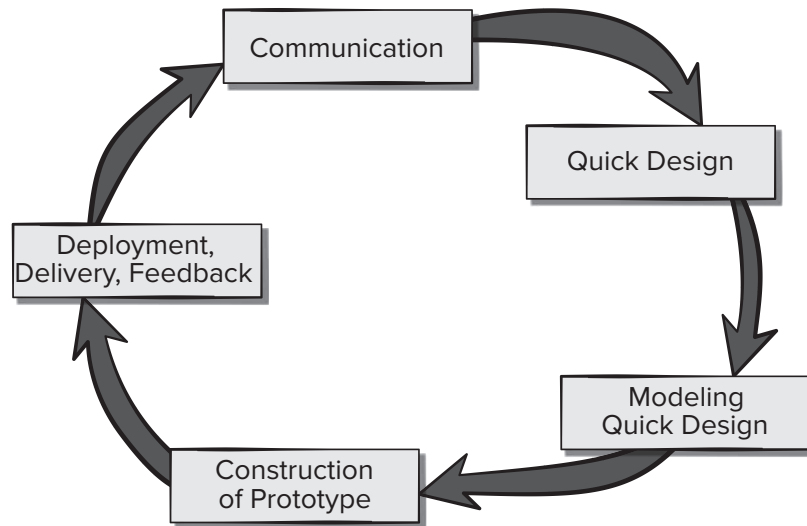 Communication
Quick Design
Modeling
Quick Design
Construction
of Prototype
Deployment,
Delivery, Feedback